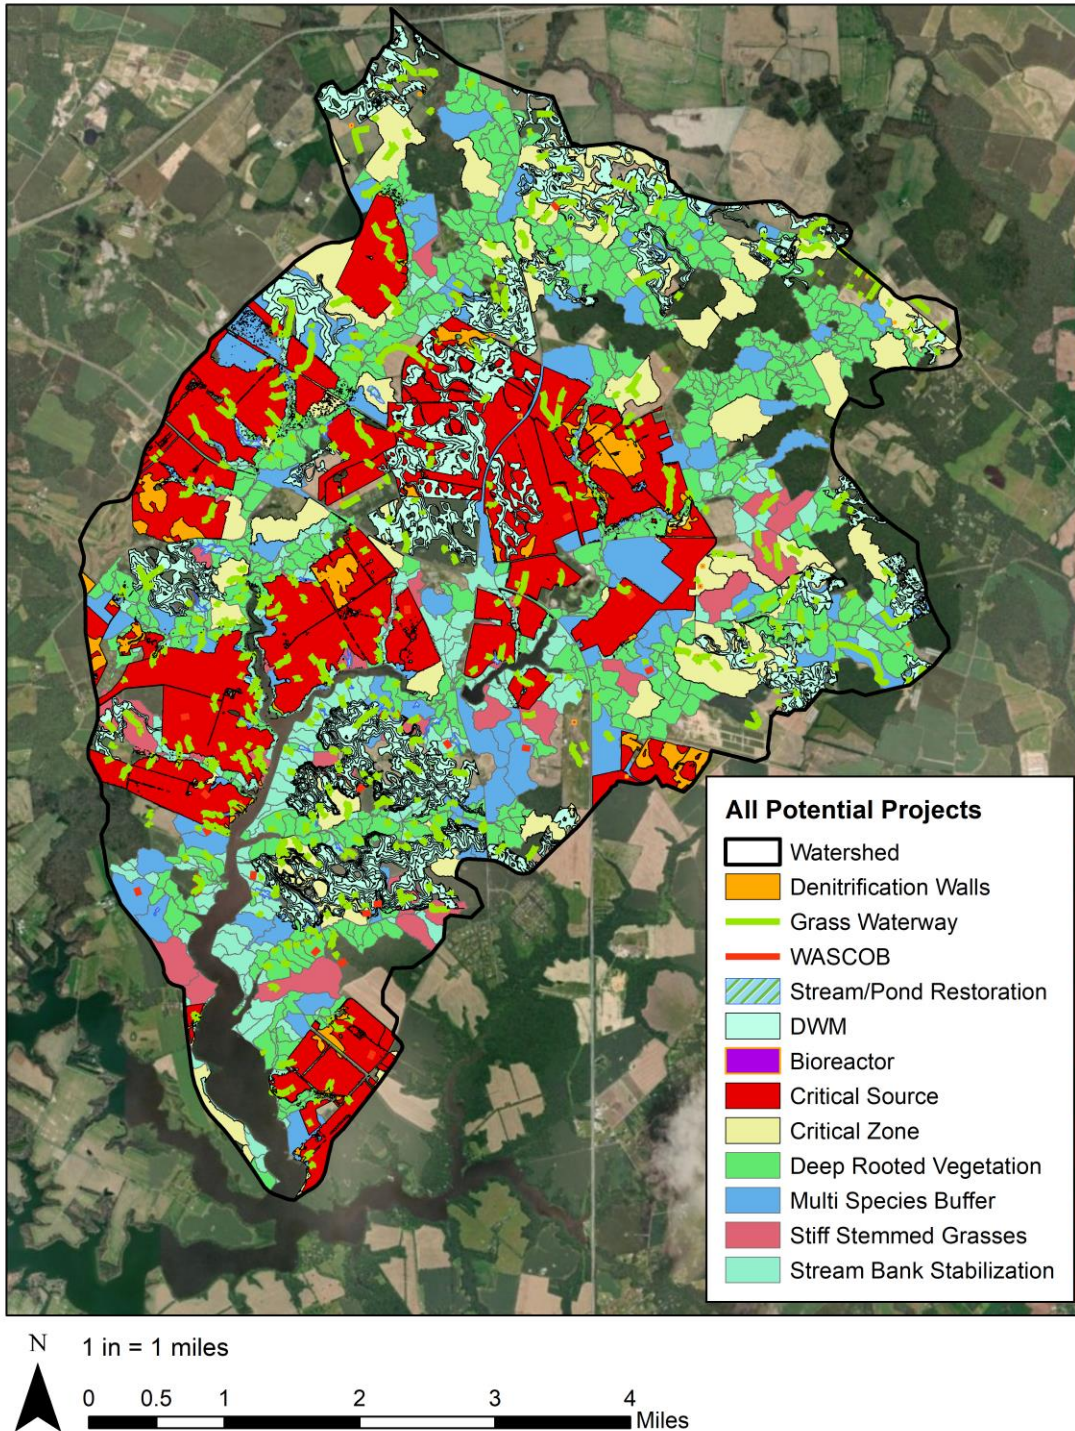 All Potential Projects
Watershed
Denitrification Walls
Grass Waterway
WASCOB
Stream/Pond Restoration
DWM
Bioreactor
Critical Source
Critical Zone
Deep Rooted Vegetation
Multi Species Buffer
Stiff Stemmed Grasses
Stream Bank Stabilization
N
1 in = 1 miles
0 0.5 1 2 3 4
Miles